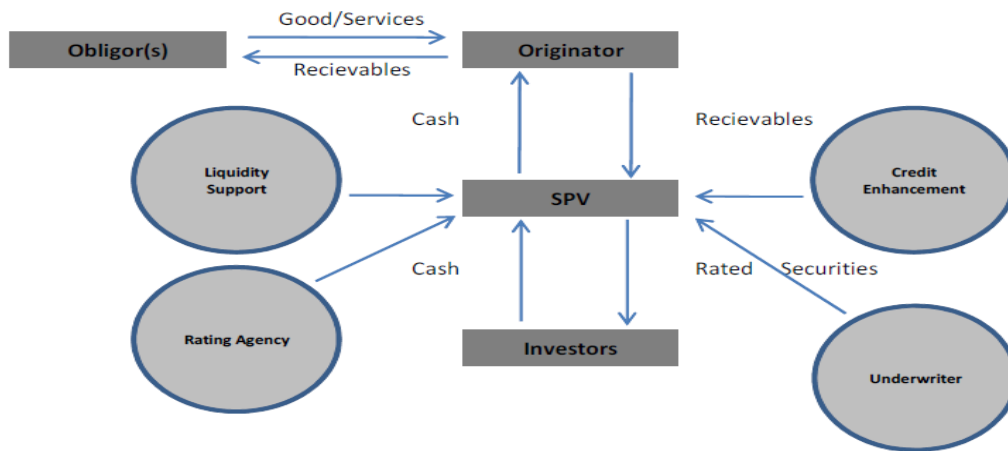 Good/Services
Obligor(s)
Originator
Recievables
Cash
Recievables
Liquidity
Support
Credit
Enhancement
SPV
Cash
Rated Securities
Rating Agency
Investors
Underwriter